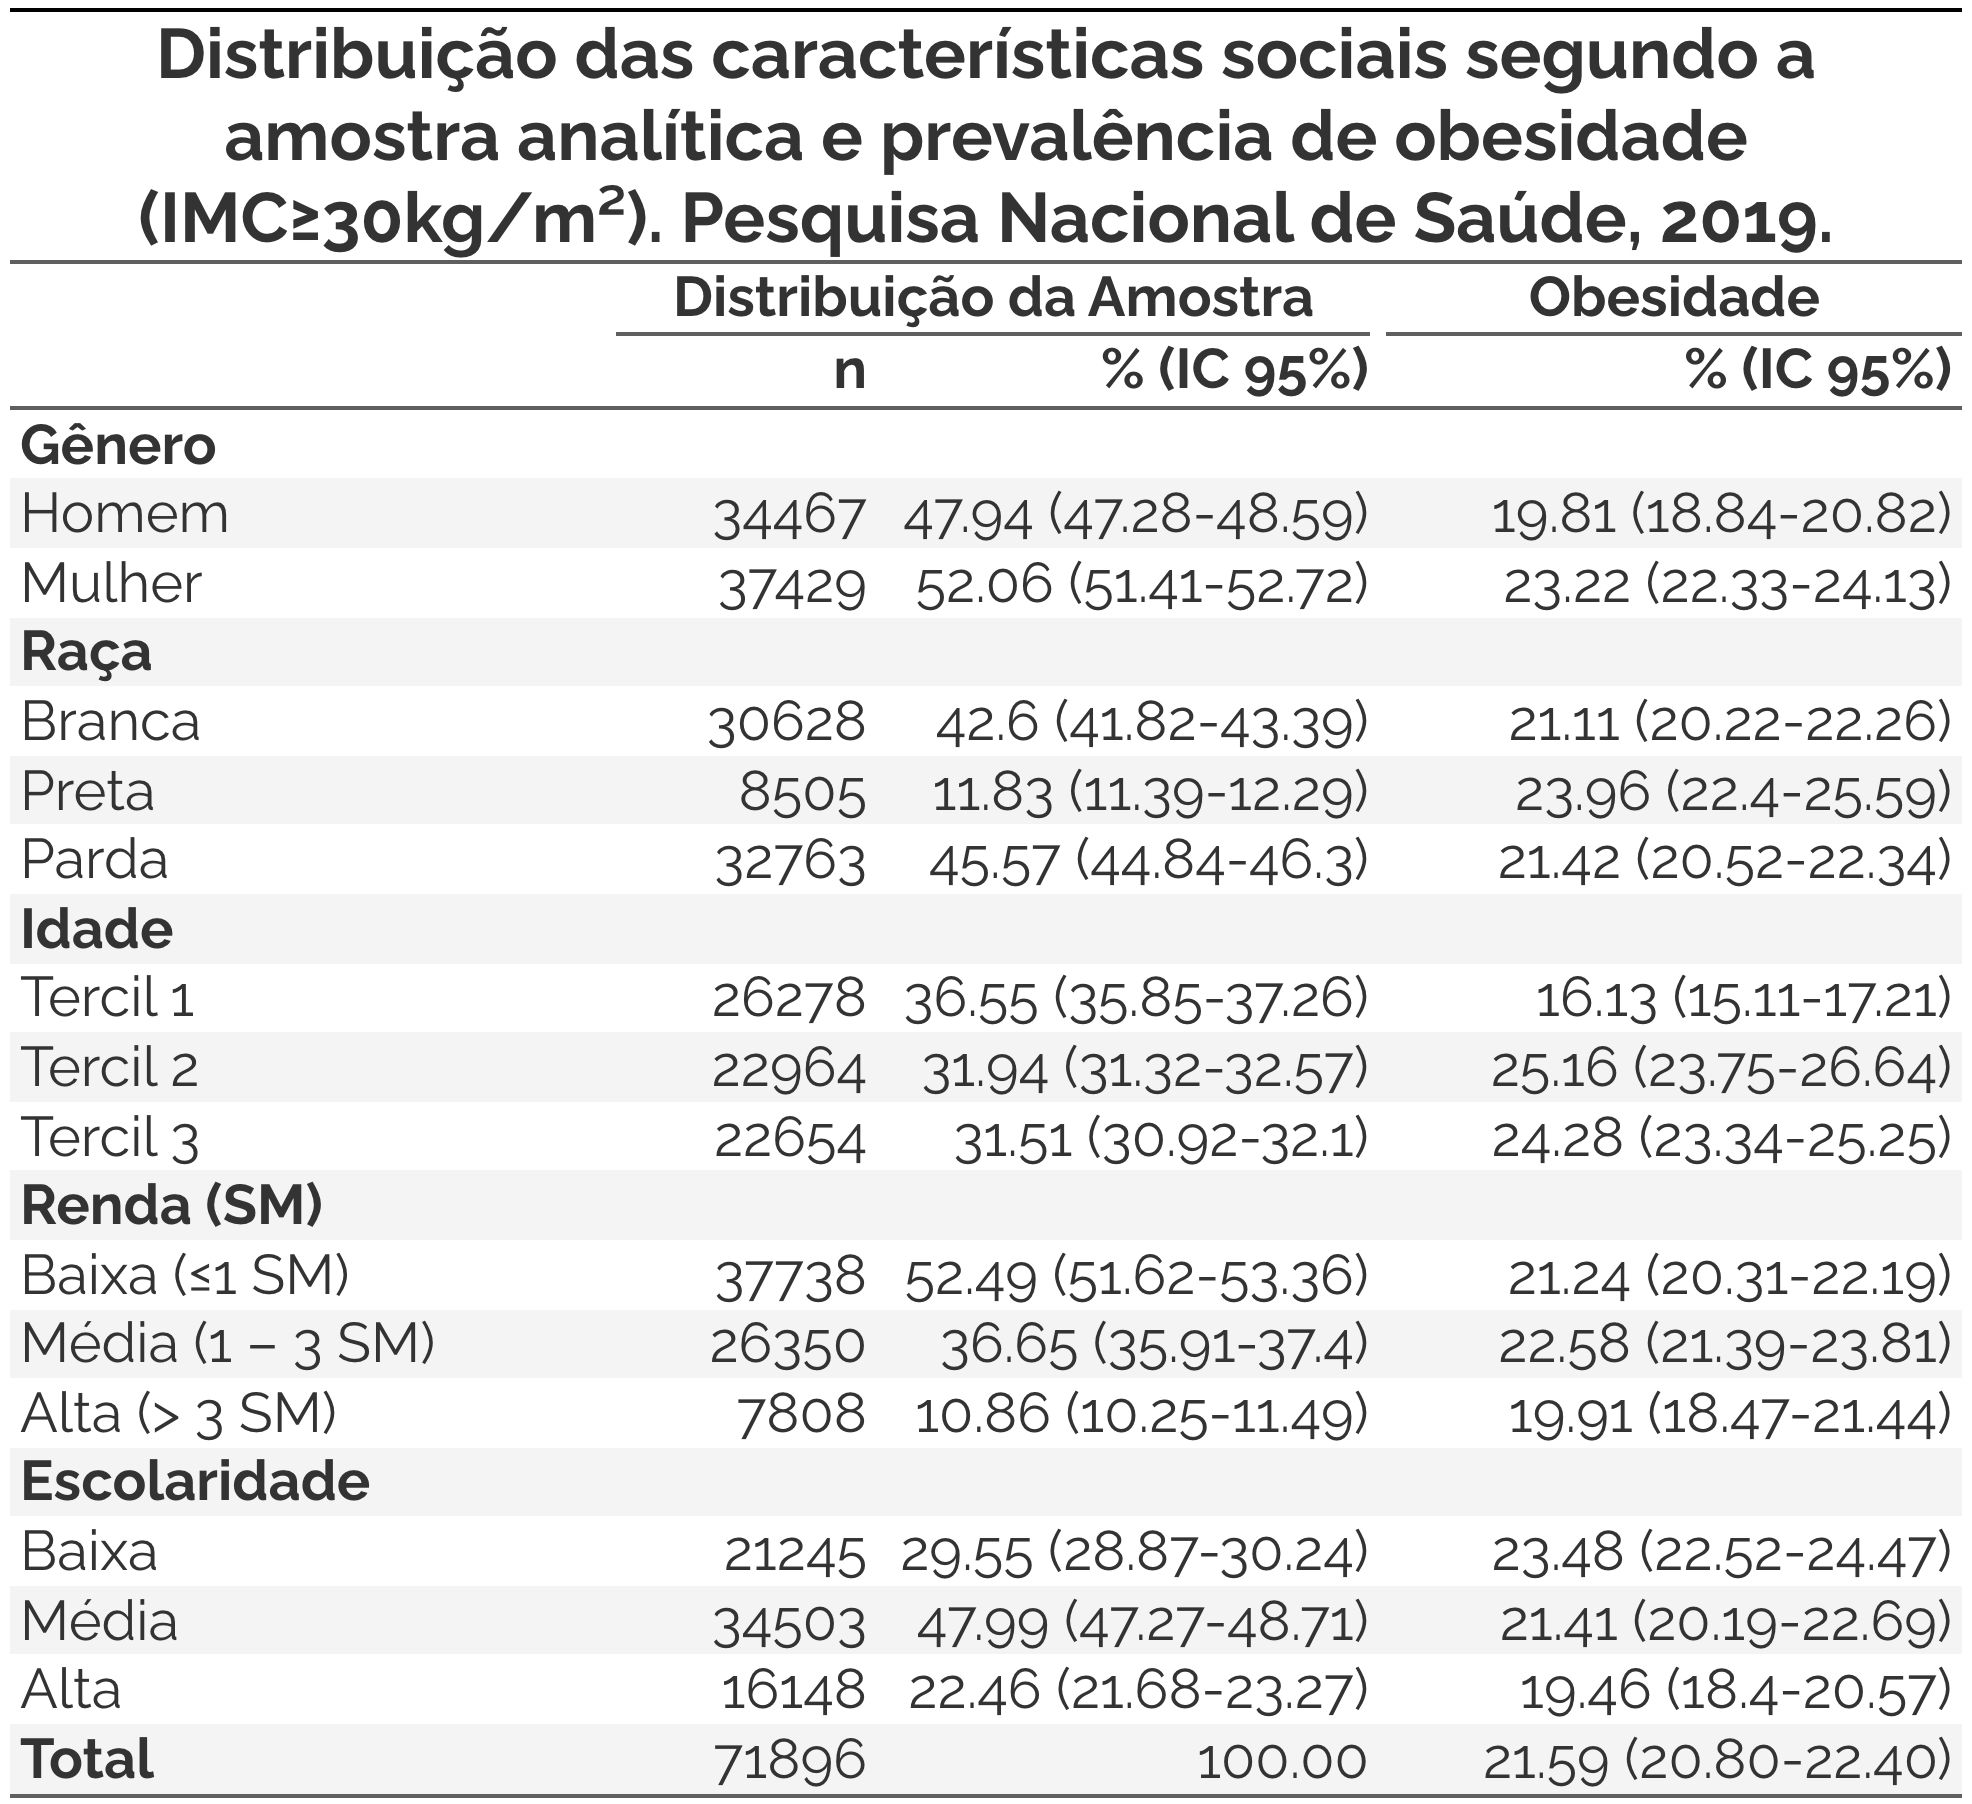 Distribuição das características sociais segundo a
amostra analítica e prevalência de obesidade
(IMC≥30kg/m²). Pesquisa Nacional de Saúde, 2019.
Distribuição da Amostra Obesidade
n % (IC 95%) % (IC 95%)
Gênero
Homem 34467 47.94 (47.28-48.59) 19.81 (18.84-20.82)
Mulher 37429 52.06 (51.41-52.72) 23.22 (22.33-24.13)
Raça
Branca 30628 42.6 (41.82-43.39) 21.11 (20.22-22.26)
Preta 8505 11.83 (11.39-12.29) 23.96 (22.4-25.59)
Parda 32763 45.57 (44.84-46.3) 21.42 (20.52-22.34)
Idade
Tercil 1 26278 36.55 (35.85-37.26) 16.13 (15.11-17.21)
Tercil 2 22964 31.94 (31.32-32.57) 25.16 (23.75-26.64)
Tercil 3 22654 31.51 (30.92-32.1) 24.28 (23.34-25.25)
Renda (SM)
Baixa (≤1 SM) 37738 52.49 (51.62-53.36) 21.24 (20.31-22.19)
Média (1 – 3 SM) 26350 36.65 (35.91-37.4) 22.58 (21.39-23.81)
Alta (> 3 SM) 7808 10.86 (10.25-11.49) 19.91 (18.47-21.44)
Escolaridade
Baixa 21245 29.55 (28.87-30.24) 23.48 (22.52-24.47)
Média 34503 47.99 (47.27-48.71) 21.41 (20.19-22.69)
Alta 16148 22.46 (21.68-23.27) 19.46 (18.4-20.57)
Total 71896 100.00 21.59 (20.80-22.40)